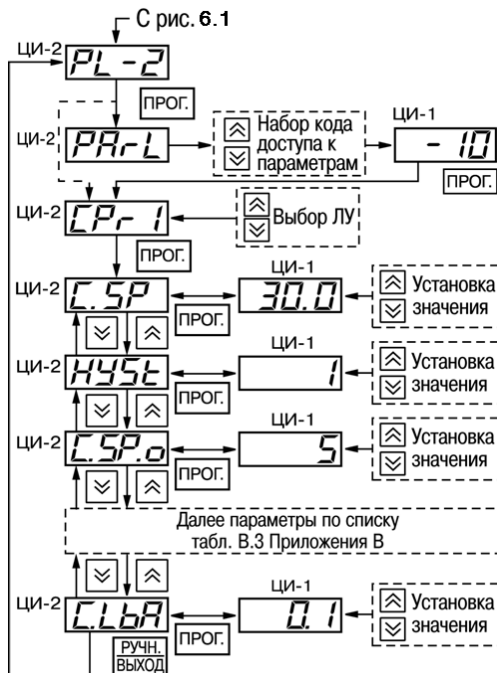 С рис. 6.1
ЦИ-2 PL-2
ПРОГ.
ЦИ-2 PArL
Набор кода
доступа к
параметрам
ЦИ-1
- 10
ПРОГ.
ЦИ-2 CPr 1
Выбор ЛУ
ПРОГ.
ЦИ-2 C.SP
ПРОГ.
ЦИ-1
30.0
Установка
значения
ЦИ-2 HYSt
ПРОГ.
ЦИ-1
1
Установка
значения
ЦИ-2 C.SP.o
ПРОГ.
ЦИ-1
5
Установка
значения
Далее параметры по списку
табл. В.3 Приложения В
ЦИ-2 C.LbA
ПРОГ.
ЦИ-1
0.1
Установка
значения
РУЧН.
ВЫХОД